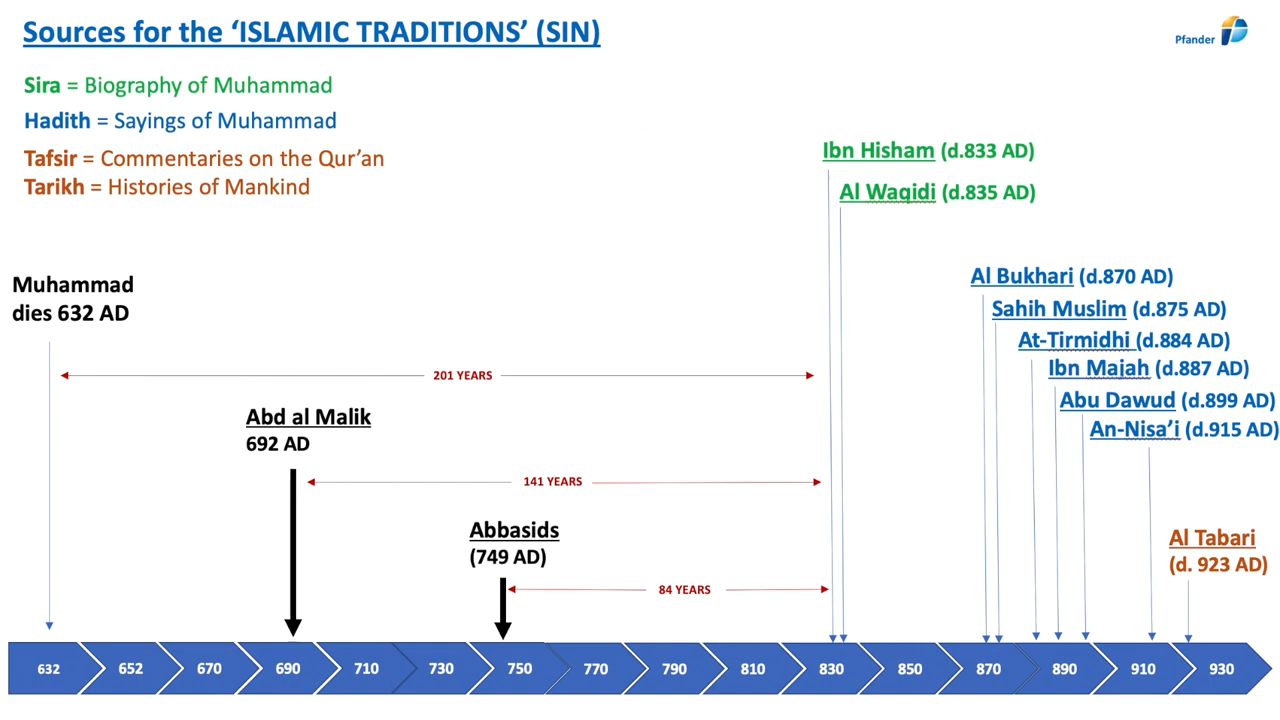 Sources for the ‘ISLAMIC TRADITIONS’ (SIN)
Pfander
Sira = Biography of Muhammad
Hadith = Sayings of Muhammad
Tafsir = Commentaries on the Qur’an
Tarikh = Histories of Mankind
Ibn Hisham (d.833 AD)
Al Waqidi (d.835 AD)
Muhammad
dies 632 AD
Al Bukhari (d.870 AD)
Sahih Muslim (d.875 AD)
At-Tirmidhi (d.884 AD)
Ibn Majah (d.887 AD)
Abu Dawud (d.899 AD)
An-Nisa’i (d.915 AD)
201 YEARS
Abd al Malik
692 AD
141 YEARS
Abbasids
(749 AD)
Al Tabari
(d. 923 AD)
84 YEARS
632 652 670 690 710 730 750 770 790 810 830 850 870 890 910 930